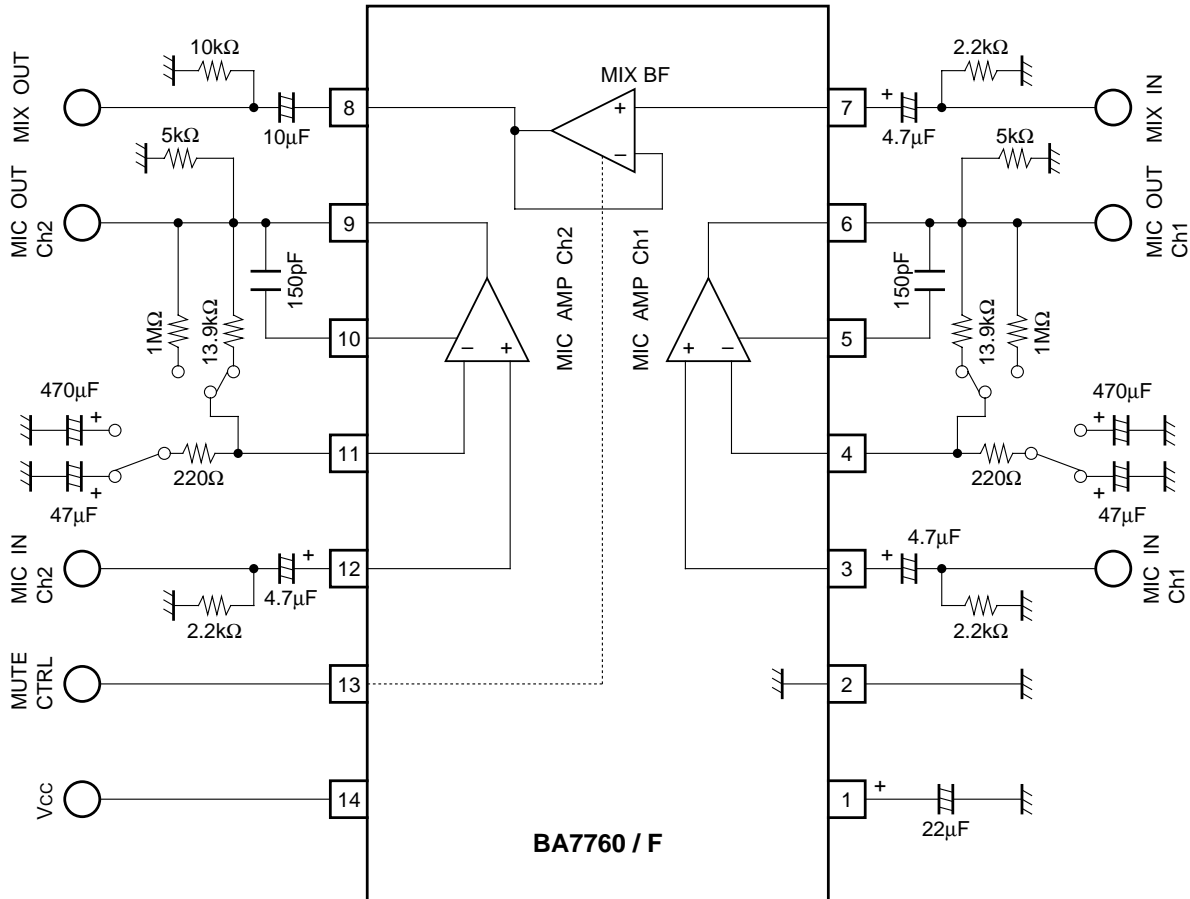 10kΩ
MIX OUT
8
10µF
MIX BF
+
−
7
+
4.7µF
2.2kΩ
MIX IN
5kΩ
MIC OUT
Ch2
9
150pF
1MΩ
13.9kΩ
10
−
+
MIC AMP Ch2
MIC AMP Ch1
5kΩ
6
MIC OUT
Ch1
150pF
5
+
−
13.9kΩ
1MΩ
470µF
+
11
220Ω
+
47µF
470µF
+
4
220Ω
+
47µF
MIC IN
Ch2
+
12
4.7µF
2.2kΩ
4.7µF
3
+
MIC IN
Ch1
2.2kΩ
MUTE
CTRL
13
2
Vcc
14
1
+
22µF
BA7760 / F